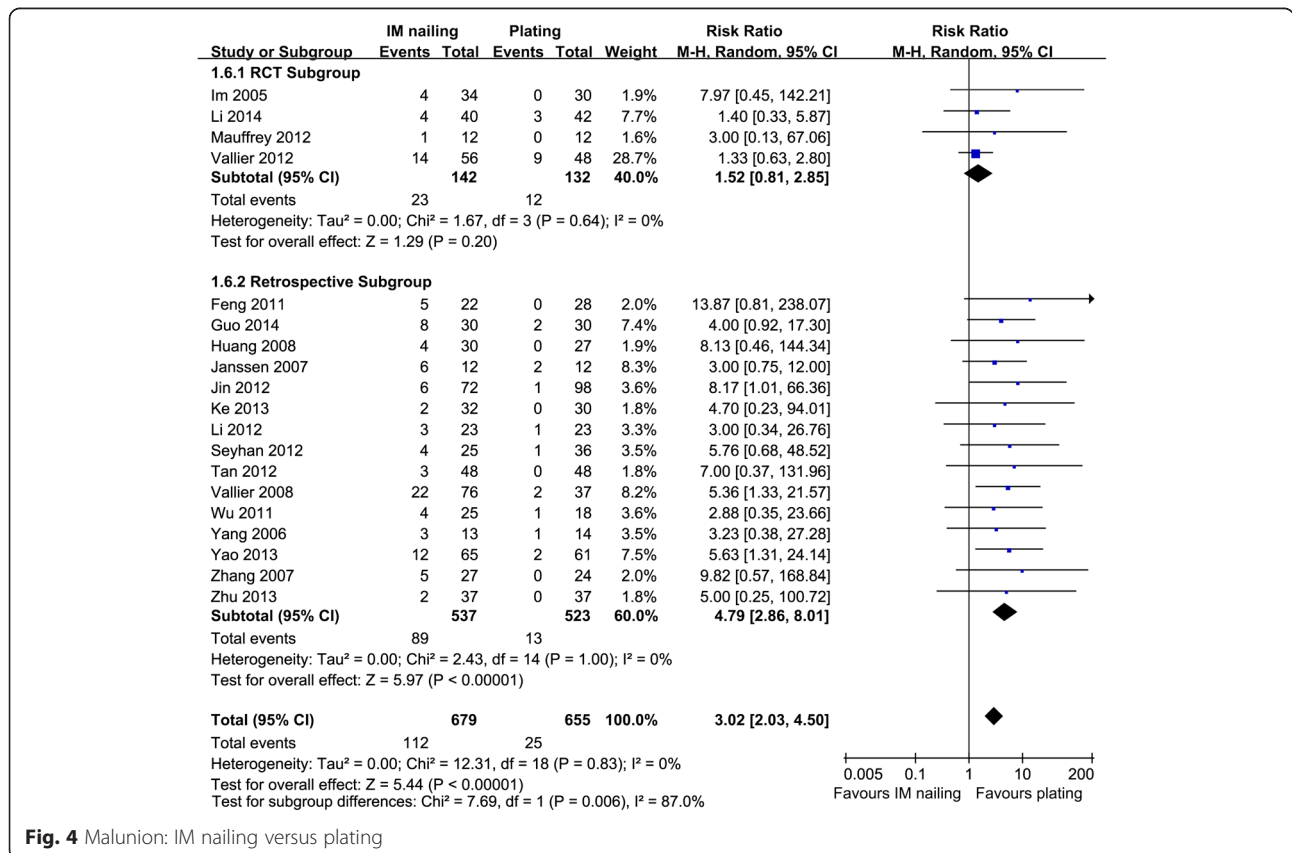 IM nailing Plating Risk Ratio Risk Ratio
Study or Subgroup Events Total Events Total Weight M-H, Random, 95% CI M-H, Random, 95% CI
1.6.1 RCT Subgroup
Im 2005 4 34 0 30 1.9% 7.97 [0.45, 142.21]
Li 2014 4 40 3 42 7.7% 1.40 [0.33, 5.87]
Mauffrey 2012 1 12 0 12 1.6% 3.00 [0.13, 67.06]
Vallier 2012 14 56 9 48 28.7% 1.33 [0.63, 2.80]
Subtotal (95% CI) 142 132 40.0% 1.52 [0.81, 2.85]
Total events 23 12
Heterogeneity: Tau² = 0.00; Chi² = 1.67, df = 3 (P = 0.64); I² = 0%
Test for overall effect: Z = 1.29 (P = 0.20)
1.6.2 Retrospective Subgroup
Feng 2011 5 22 0 28 2.0% 13.87 [0.81, 238.07]
Guo 2014 8 30 2 30 7.4% 4.00 [0.92, 17.30]
Huang 2008 4 30 0 27 1.9% 8.13 [0.46, 144.34]
Janssen 2007 6 12 2 12 8.3% 3.00 [0.75, 12.00]
Jin 2012 6 72 1 98 3.6% 8.17 [1.01, 66.36]
Ke 2013 2 32 0 30 1.8% 4.70 [0.23, 94.01]
Li 2012 3 23 1 23 3.3% 3.00 [0.34, 26.76]
Seyhan 2012 4 25 1 36 3.5% 5.76 [0.68, 48.52]
Tan 2012 3 48 0 48 1.8% 7.00 [0.37, 131.96]
Vallier 2008 22 76 2 37 8.2% 5.36 [1.33, 21.57]
Wu 2011 4 25 1 18 3.6% 2.88 [0.35, 23.66]
Yang 2006 3 13 1 14 3.5% 3.23 [0.38, 27.28]
Yao 2013 12 65 2 61 7.5% 5.63 [1.31, 24.14]
Zhang 2007 5 27 0 24 2.0% 9.82 [0.57, 168.84]
Zhu 2013 2 37 0 37 1.8% 5.00 [0.25, 100.72]
Subtotal (95% CI) 537 523 60.0% 4.79 [2.86, 8.01]
Total events 89 13
Heterogeneity: Tau² = 0.00; Chi² = 2.43, df = 14 (P = 1.00); I² = 0%
Test for overall effect: Z = 5.97 (P < 0.00001)
Total (95% CI) 679 655 100.0% 3.02 [2.03, 4.50]
Total events 112 25
Heterogeneity: Tau² = 0.00; Chi² = 12.31, df = 18 (P = 0.83); I² = 0%
Test for overall effect: Z = 5.44 (P < 0.00001)
Test for subgroup differences: Chi² = 7.69, df = 1 (P = 0.006), I² = 87.0%
0.005 0.1 1 10 200
Favours IM nailing Favours plating
Fig. 4 Malunion: IM nailing versus plating